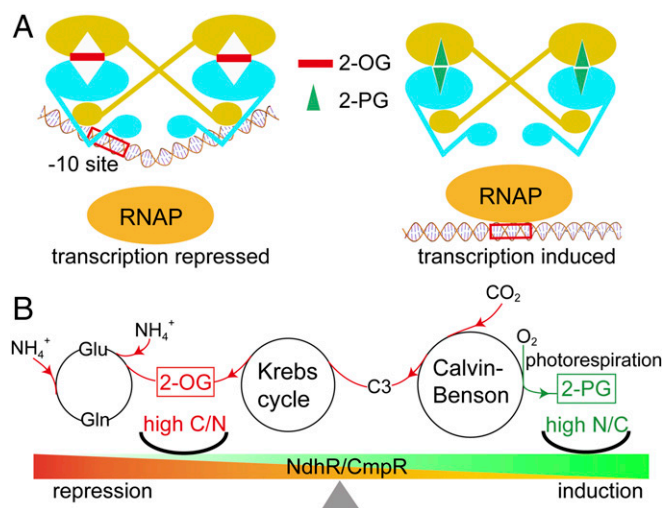 A
2-OG
2-PG
-10 site
RNAP
transcription repressed
RNAP
transcription induced
B
CO₂
NH₄⁺
NH₄⁺
Glu
Gln
2-OG
high C/N
Krebs
cycle
C3
Calvin-
Benson
O₂
photorespiration
2-PG
high N/C
NdhR/CmpR
repression
induction